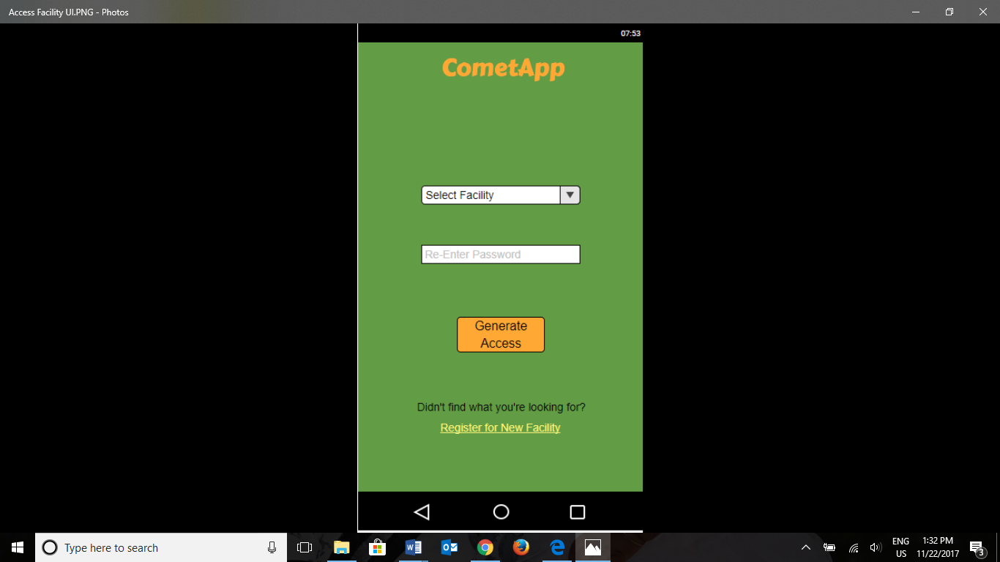 Access Facility UI.PNG - Photos
07:53
CometApp
Select Facility
Re-Enter Password
Generate
Access
Didn't find what you're looking for?
Register for New Facility
Type here to search
ENG
US
1:32 PM
11/22/2017
3